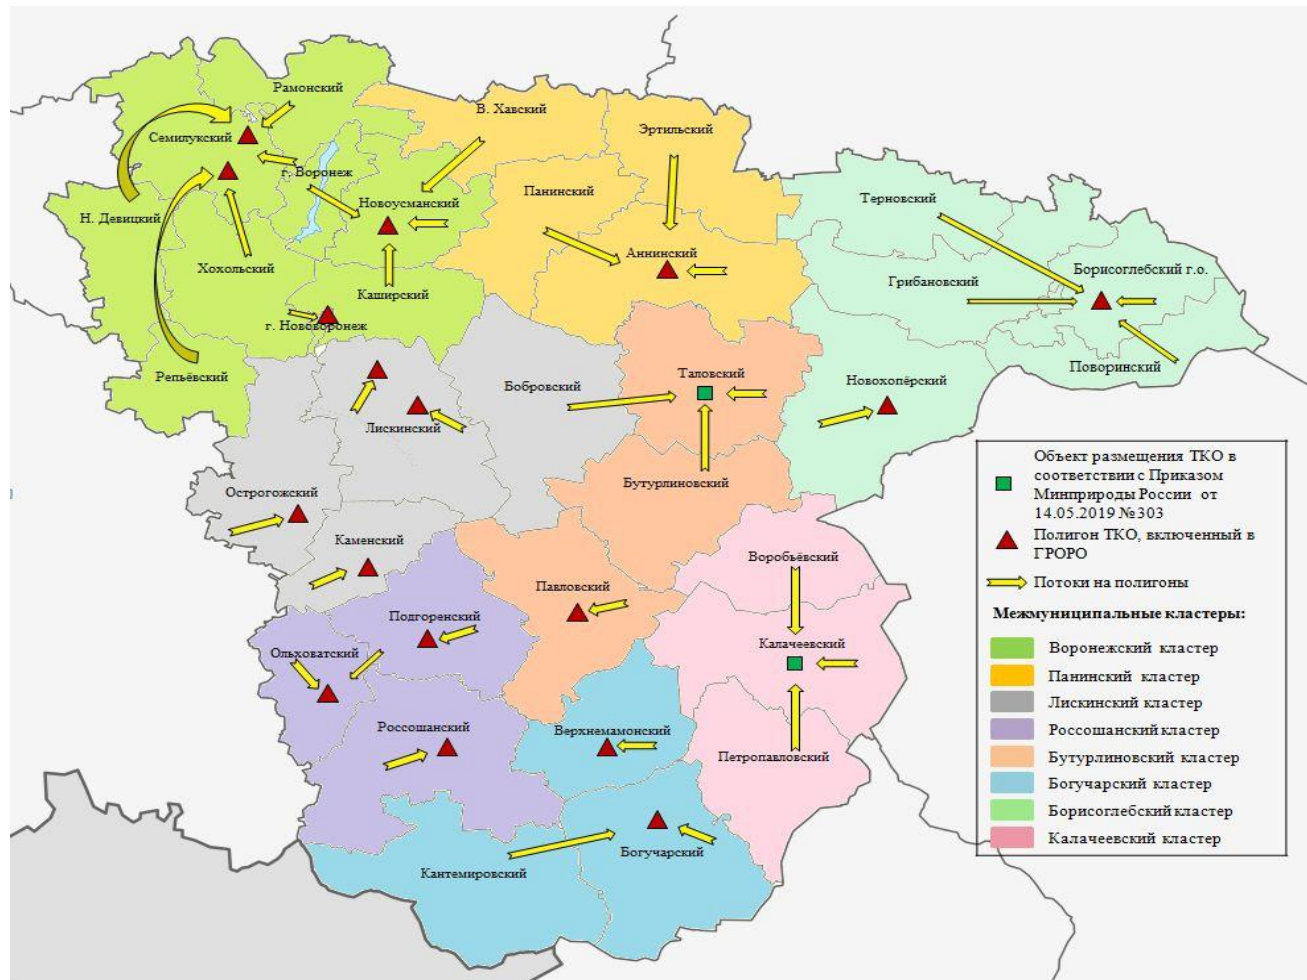 Рамонский
В. Хавский
Эртильский
Семилукский
г. Воронеж
Панинский
Терновский
Н. Девицкий
Новоусманский
Хохольский
Аннинский
Борисоглебский г.о.
Каширский
Грибановский
г. Нововоронеж
Репьёвский
Бобровский
Таловский
Новохопёрский
Поворинский
Лискинский
Острогожский
Бутурлиновский
Каменский
Воробьёвский
Павловский
Подгоренский
Ольховатский
Калачеевский
Россошанский
Верхнемамонский
Петропавловский
Богучарский
Кантемировский
Объект размещения ТКО в
соответствии с Приказом
Минприроды России от
14.05.2019 №303
Полигон ТКО, включенный в
ГРОРО
Потоки на полигоны
Межмуниципальные кластеры:
Воронежский кластер
Панинский кластер
Лискинский кластер
Россошанский кластер
Бутурлиновский кластер
Богучарский кластер
Борисоглебский кластер
Калачеевский кластер